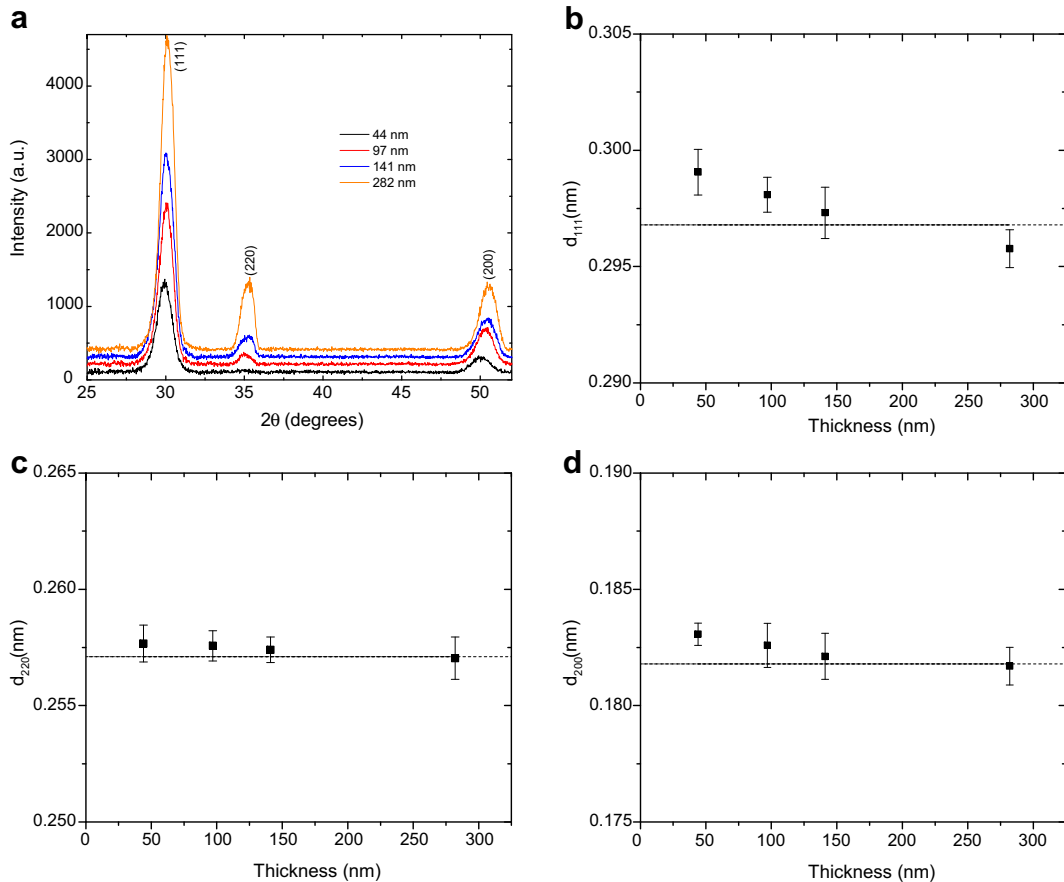 a
Intensity (a.u.)
4000
3000
2000
1000
0
25
30
35
40
45
50
2θ (degrees)
(111)
(220)
(200)
44 nm
97 nm
141 nm
282 nm
b
d111(nm)
0.305
0.300
0.295
0.290
0
50
100
150
200
250
300
Thickness (nm)
c
d220(nm)
0.265
0.260
0.255
0.250
0
50
100
150
200
250
300
Thickness (nm)
d
d200(nm)
0.190
0.185
0.180
0.175
0
50
100
150
200
250
300
Thickness (nm)